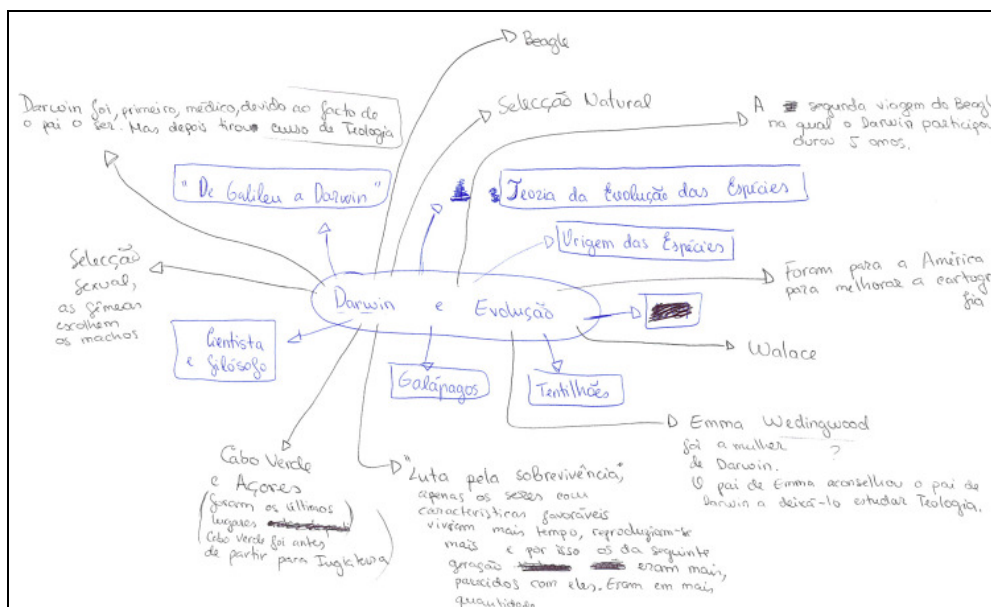 Beagle
Darwin foi, primeiro, médico, devido ao facto de
o pai o ser. Mas depois tirou curso de Teologia
Selecção Natural
A segunda viagem do Beagle
na qual o Darwin participou
durou 5 anos.
"De Galileu a Darwin"
Teoria da Evolução das Espécies
Origem das Espécies
Selecção
sexual,
as fêmeas
escolhem
os machos
Darwin e Evolução
Foram para a América
para melhorar a cartogra
fia
Walace
Cientista
e filósofo
Galápagos
Tentilhões
Emma Wedingwood
foi a mulher ?
de Darwin.
O pai de Emma aconselhou o pai de
Darwin a deixá-lo estudar Teologia.
Cabo Verde
e Açores
(foram os últimos
lugares
Cabo Verde foi antes
de partir para Inglaterra)
"Luta pela sobrevivência",
apenas os seres com
características favoráveis
viviam mais tempo, reproduziam-se
mais e por isso os da seguinte
geração eram mais,
parecidos com eles. Eram em mais
quantidade